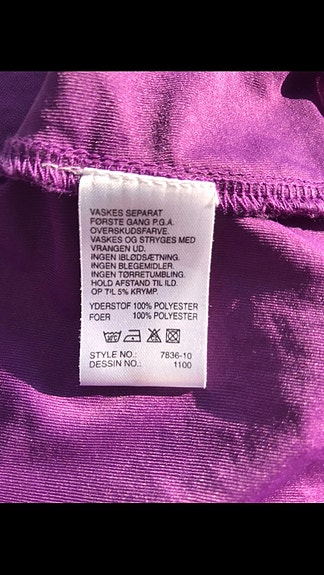 VASKES SEPARAT
FØRSTE GANG P.G.A.
OVERSKUDSFARVE.
VASKES OG STRYGES MED
VRANGEN UD.
INGEN IBLØDSÆTNING.
INGEN BLEGEMIDLER.
INGEN TØRRETUMBLING.
HOLD AFSTAND TIL ILD.
OP TIL 5% KRYMP.
YDERSTOF 100% POLYESTER
FOER 100% POLYESTER
STYLE NO.: 7836-10
DESSIN NO.: 1100